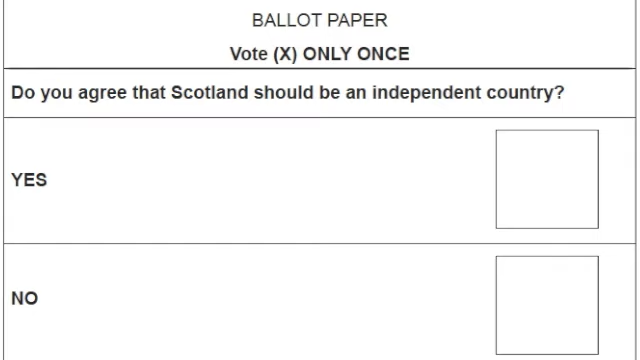 BALLOT PAPER
Vote (X) ONLY ONCE
Do you agree that Scotland should be an independent country?
YES
NO